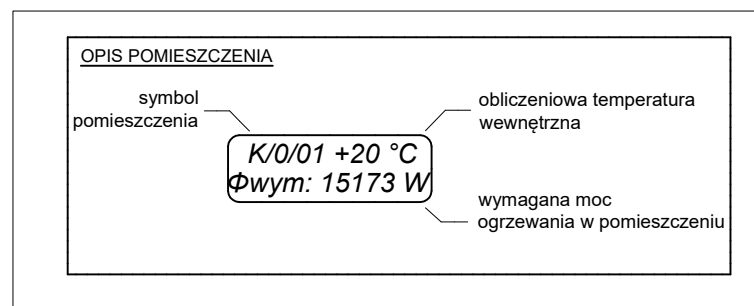 OPIS POMIESZCZENIA
symbol
pomieszczenia
obliczeniowa temperatura
wewnętrzna
K/0/01 +20 °C
Φwym: 15173 W
wymagana moc
ogrzewania w pomieszczeniu